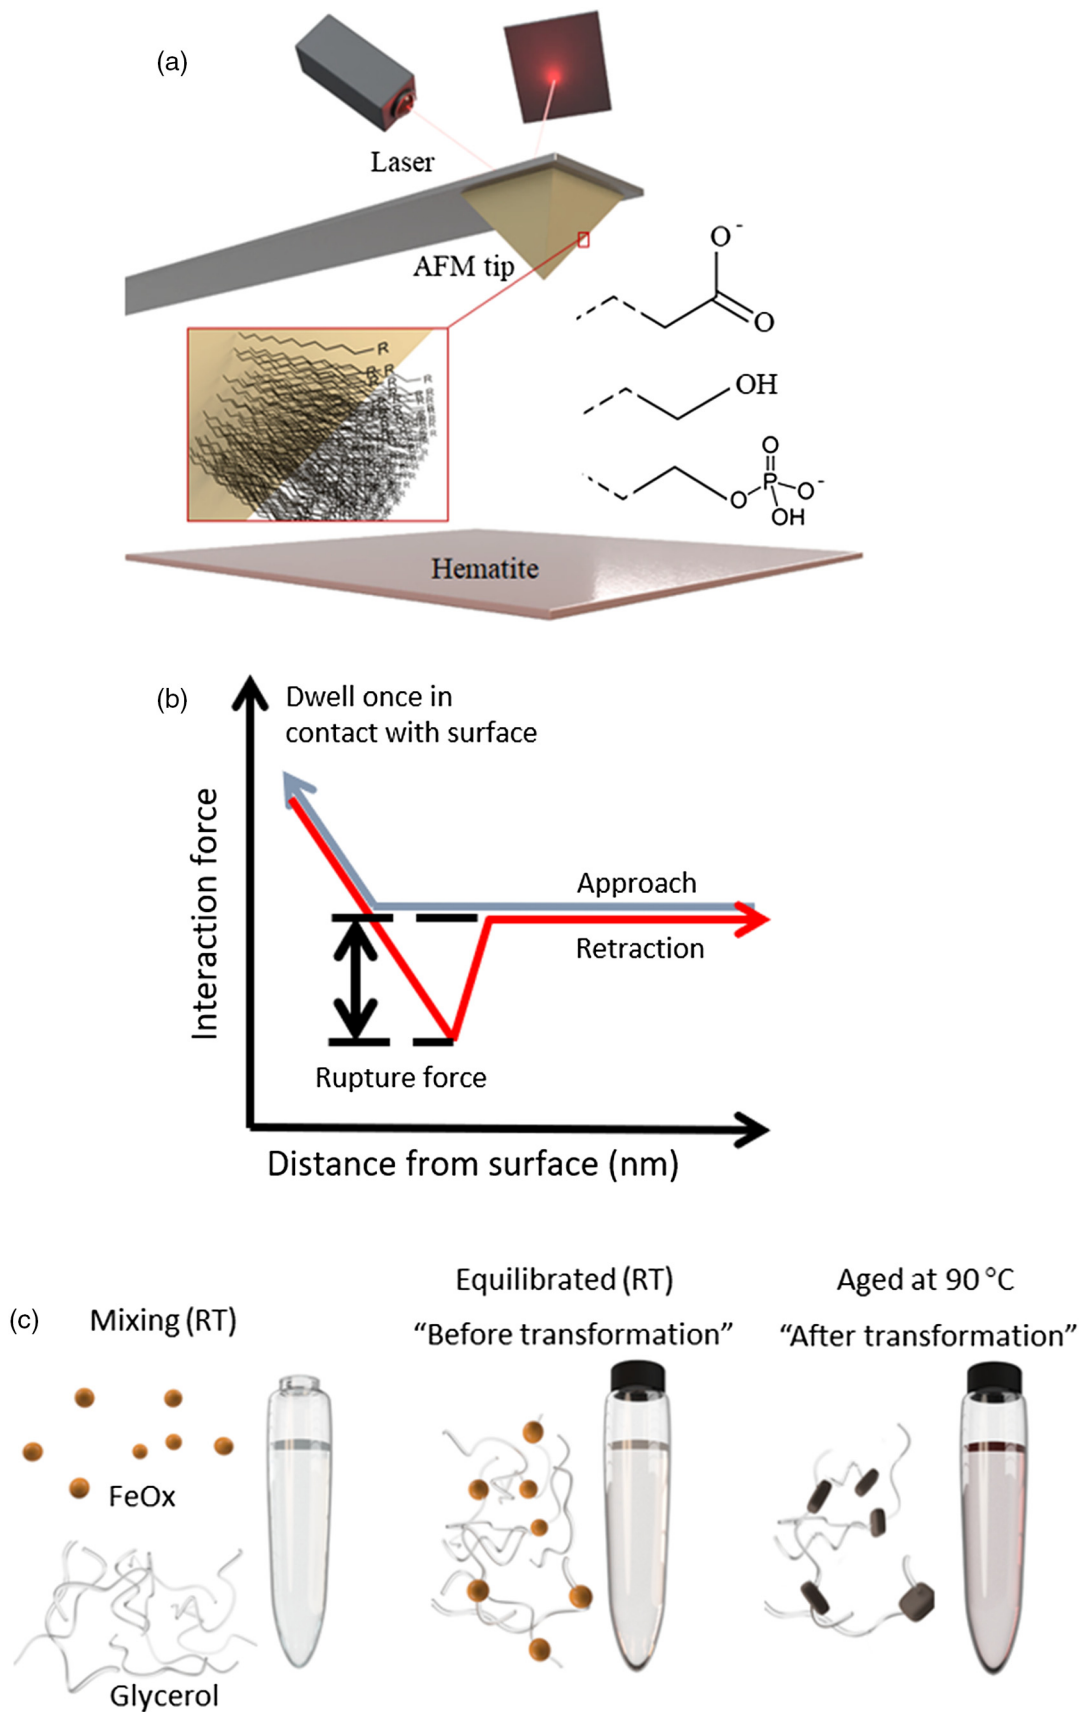 (a)
Laser
AFM tip
O-
O
R
R
R
R
R
OH
O
P
O-
O
OH
Hematite
(b)
Dwell once in
contact with surface
Interaction force
Approach
Retraction
Rupture force
Distance from surface (nm)
(c)
Mixing (RT)
Equilibrated (RT)
"Before transformation"
Aged at 90 °C
"After transformation"
FeOx
Glycerol